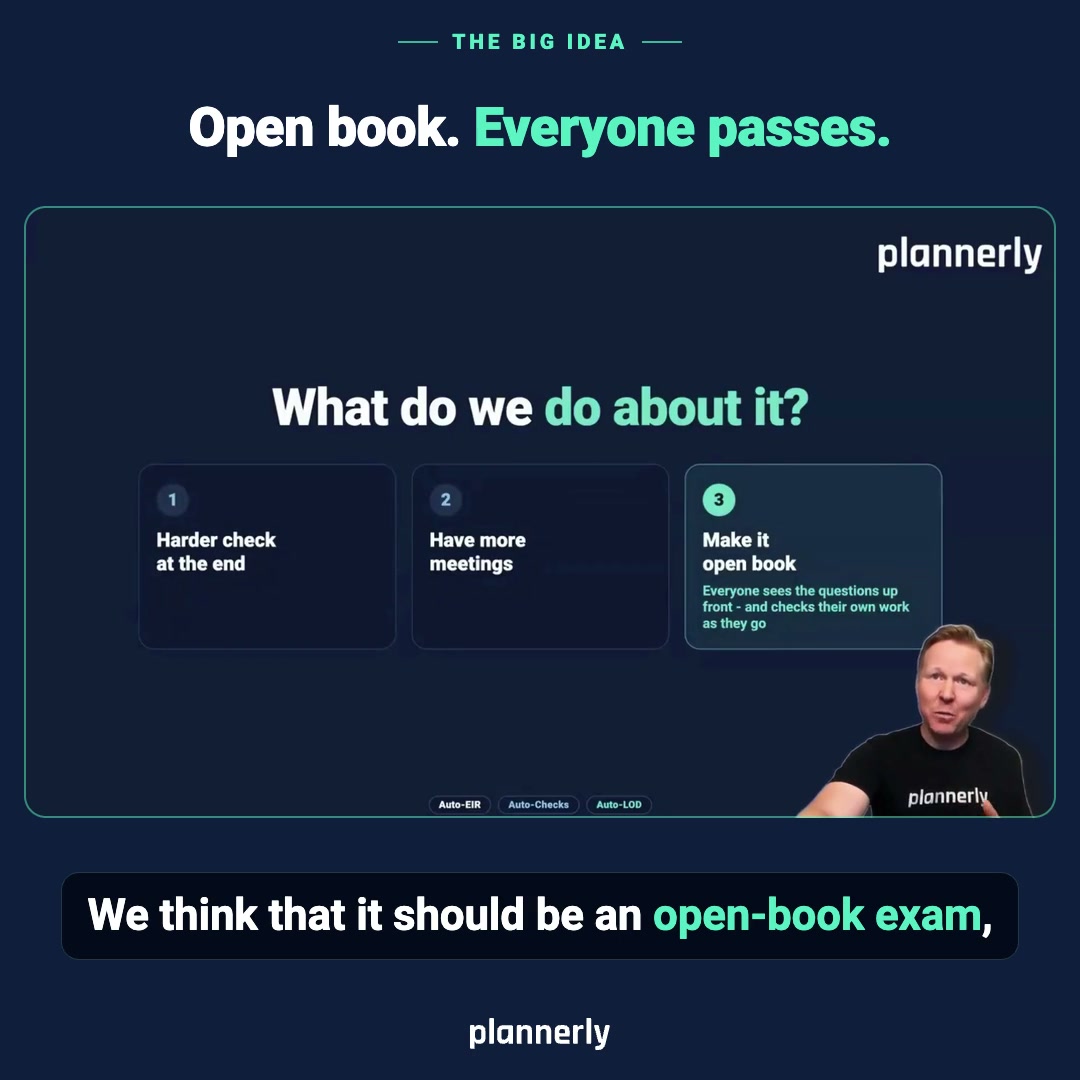 THE BIG IDEA
Open book. Everyone passes.
plannerly
What do we do about it?
1
Harder check
at the end
2
Have more
meetings
3
Make it
open book
Everyone sees the questions up
front - and checks their own work
as they go
plannerly
Auto-EIR
Auto-Checks
Auto-LOD
We think that it should be an open-book exam,
plannerly